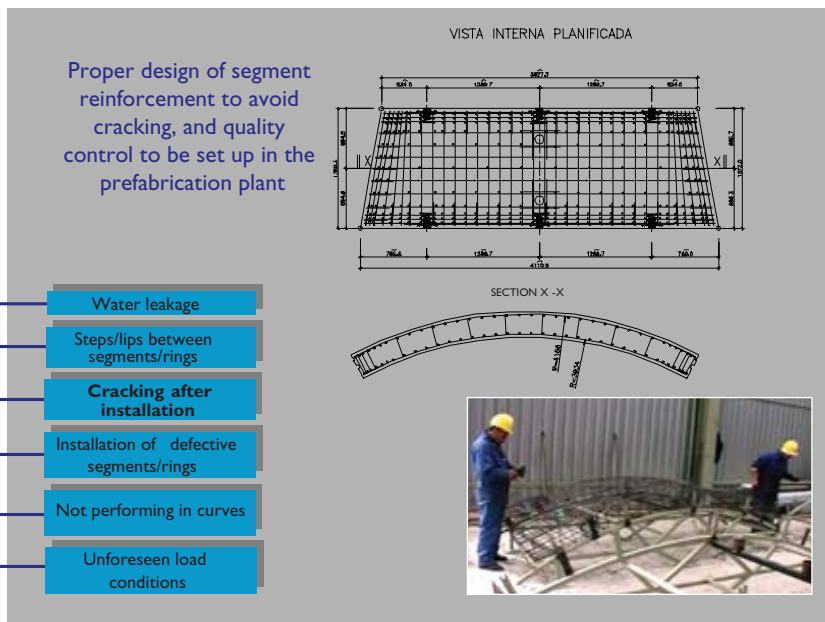 VISTA INTERNA PLANIFICADA
Proper design of segment
reinforcement to avoid
cracking, and quality
control to be set up in the
prefabrication plant
X
X
SECTION X -X
Water leakage
Steps/lips between
segments/rings
Cracking after
installation
Installation of defective
segments/rings
Not performing in curves
Unforeseen load
conditions